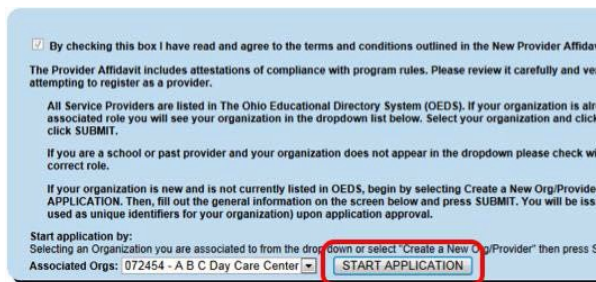 By checking this box I have read and agree to the terms and conditions outlined in the New Provider Affida
The Provider Affidavit includes attestations of compliance with program rules. Please review it carefully and ve
attempting to register as a provider.
All Service Providers are listed in The Ohio Educational Directory System (OEDS). If your organization is alr
associated role you will see your organization in the dropdown list below. Select your organization and click
click SUBMIT.
If you are a school or past provider and your organization does not appear in the dropdown please check wi
correct role.
If your organization is new and is not currently listed in OEDS, begin by selecting Create a New Org/Provide
APPLICATION. Then, fill out the general information on the screen below and press SUBMIT. You will be iss
used as unique identifiers for your organization) upon application approval.
Start application by:
Selecting an Organization you are associated to from the dropdown or select "Create a New Org/Provider" then press S
Associated Orgs: 072454 - A B C Day Care Center START APPLICATION